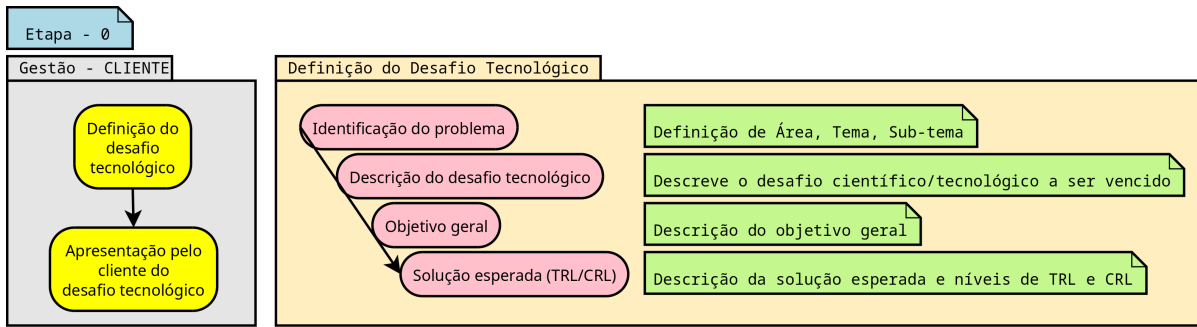 Etapa - 0
Gestão - CLIENTE
Definição do
desafio
tecnológico
Apresentação pelo
cliente do
desafio tecnológico
Definição do Desafio Tecnológico
Identificação do problema
Definição de Área, Tema, Sub-tema
Descrição do desafio tecnológico
Descreve o desafio científico/tecnológico a ser vencido
Objetivo geral
Descrição do objetivo geral
Solução esperada (TRL/CRL)
Descrição da solução esperada e níveis de TRL e CRL